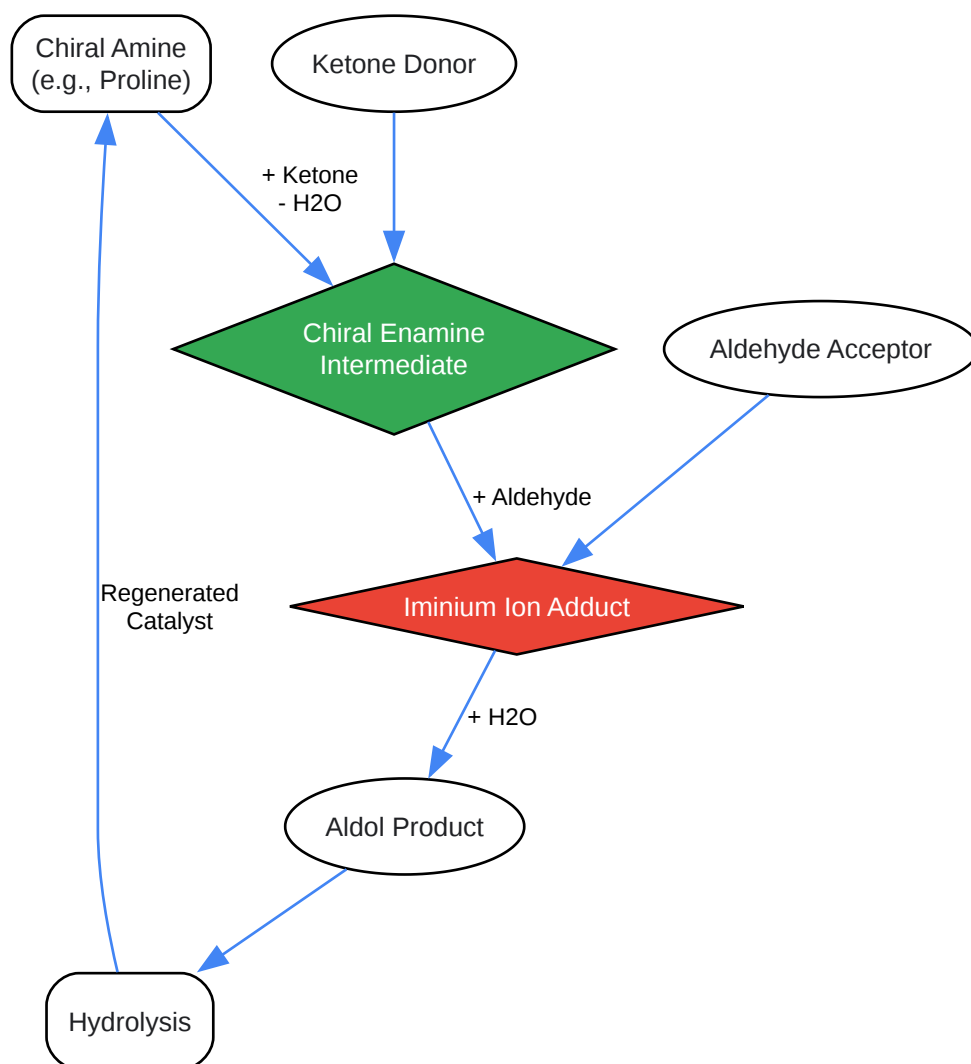 Chiral Amine
(e.g., Proline)
Ketone Donor
+ Ketone
- H2O
Chiral Enamine
Intermediate
Aldehyde Acceptor
+ Aldehyde
Regenerated
Catalyst
Iminium Ion Adduct
+ H2O
Aldol Product
Hydrolysis